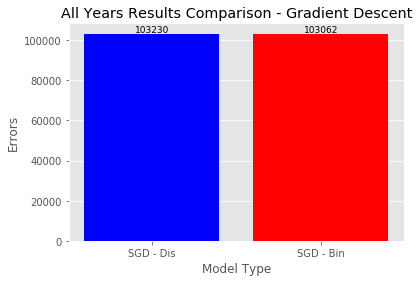 All Years Results Comparison - Gradient Descent
103230
103062
100000
80000
60000
40000
20000
0
Errors
SGD - Dis
SGD - Bin
Model Type